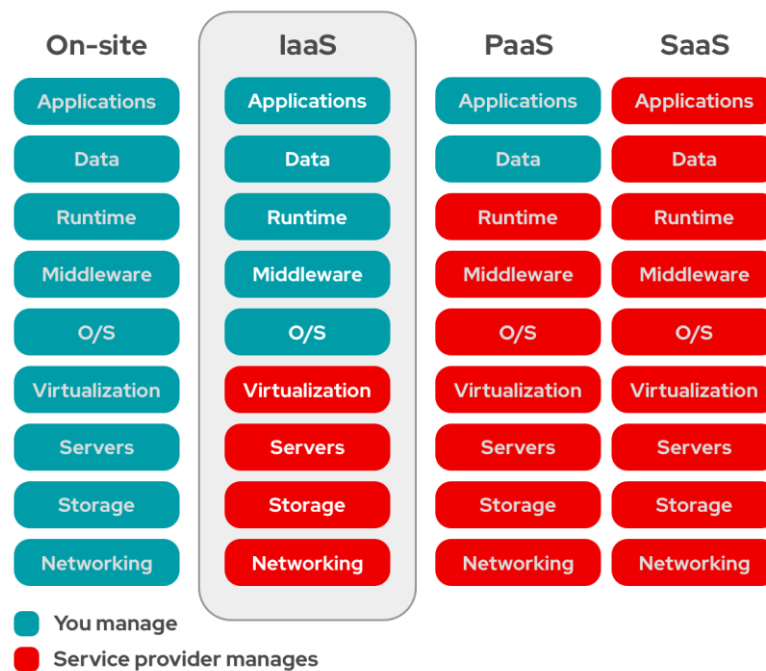 On-site IaaS PaaS SaaS
Applications Applications Applications Applications
Data Data Data Data
Runtime Runtime Runtime Runtime
Middleware Middleware Middleware Middleware
O/S O/S O/S O/S
Virtualization Virtualization Virtualization Virtualization
Servers Servers Servers Servers
Storage Storage Storage Storage
Networking Networking Networking Networking
You manage
Service provider manages